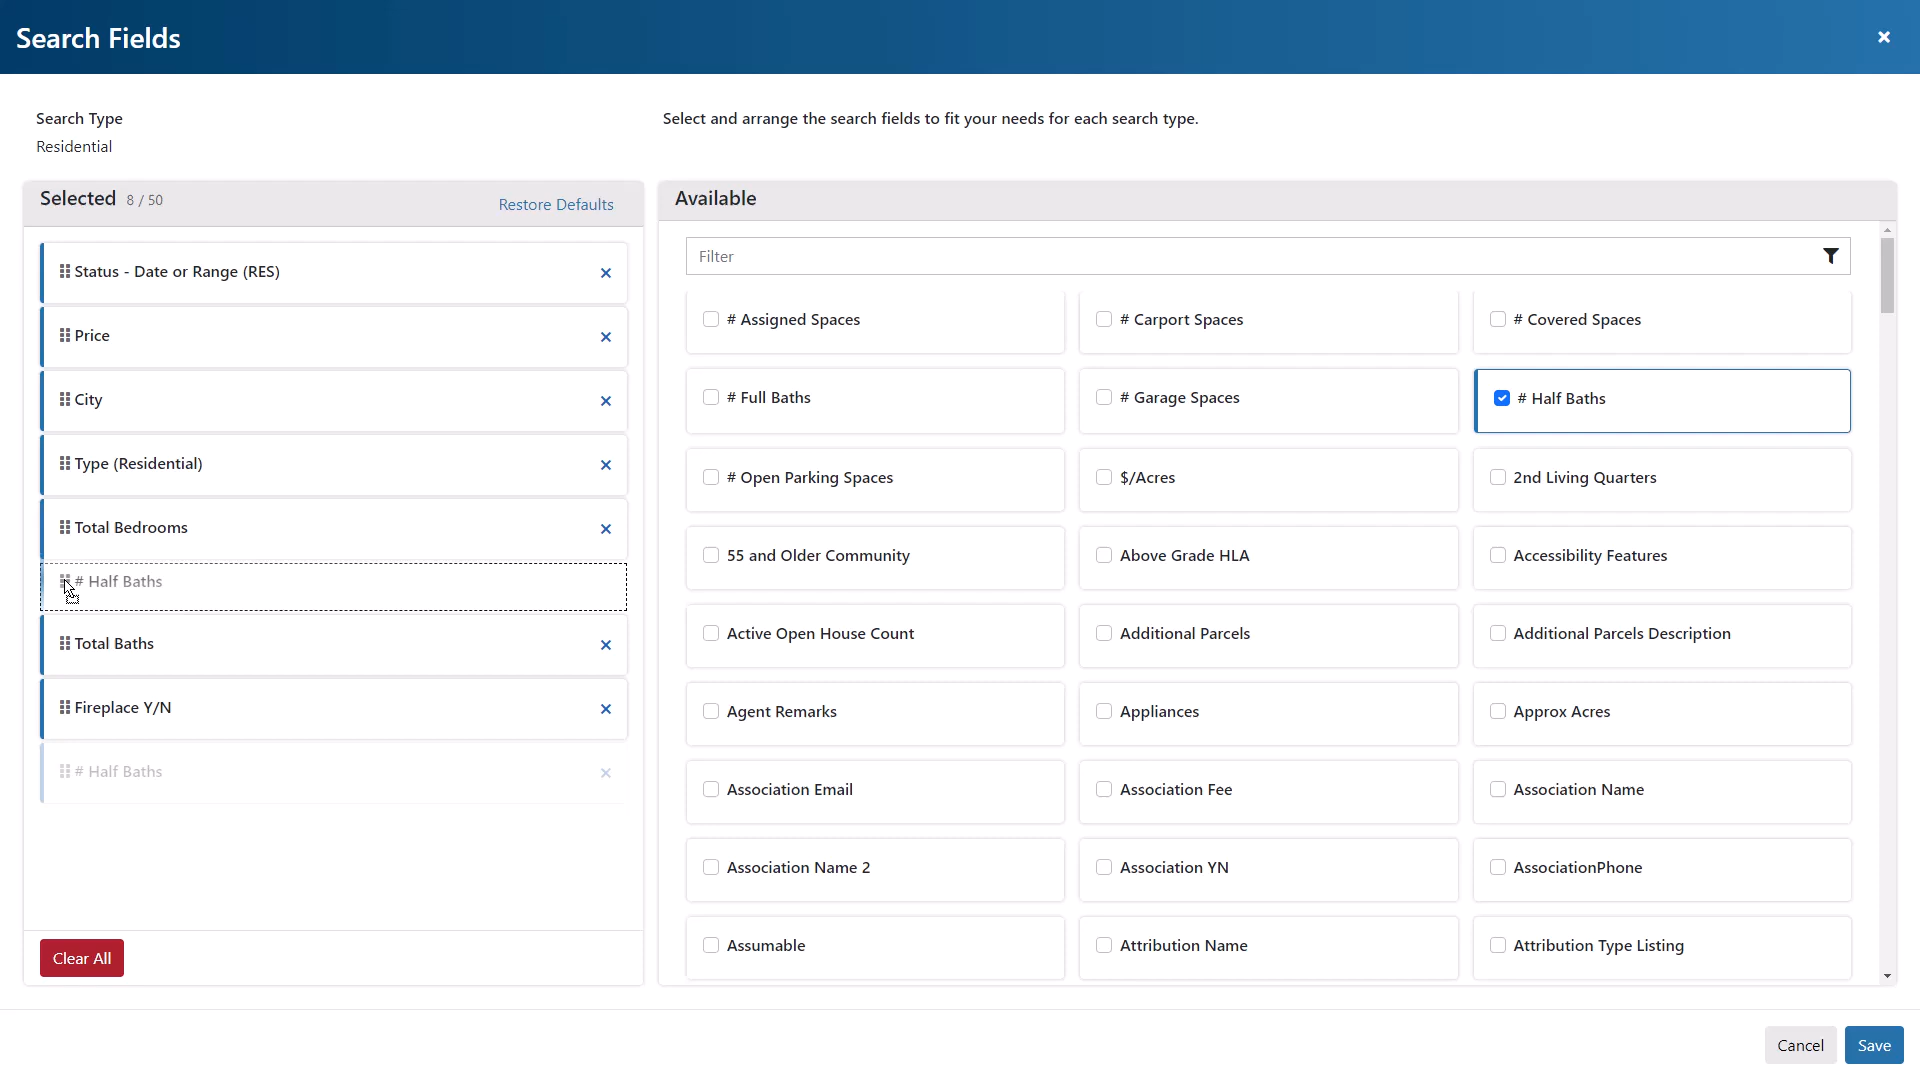 Search Fields
Search Type
Residential
Select and arrange the search fields to fit your needs for each search type.
Selected 8 / 50
Restore Defaults
Status - Date or Range (RES)
Price
City
Type (Residential)
Total Bedrooms
# Half Baths
Total Baths
Fireplace Y/N
# Half Baths
Clear All
Available
Filter
# Assigned Spaces
# Carport Spaces
# Covered Spaces
# Full Baths
# Garage Spaces
# Half Baths
# Open Parking Spaces
$/Acres
2nd Living Quarters
55 and Older Community
Above Grade HLA
Accessibility Features
Active Open House Count
Additional Parcels
Additional Parcels Description
Agent Remarks
Appliances
Approx Acres
Association Email
Association Fee
Association Name
Association Name 2
Association YN
AssociationPhone
Assumable
Attribution Name
Attribution Type Listing
Cancel
Save